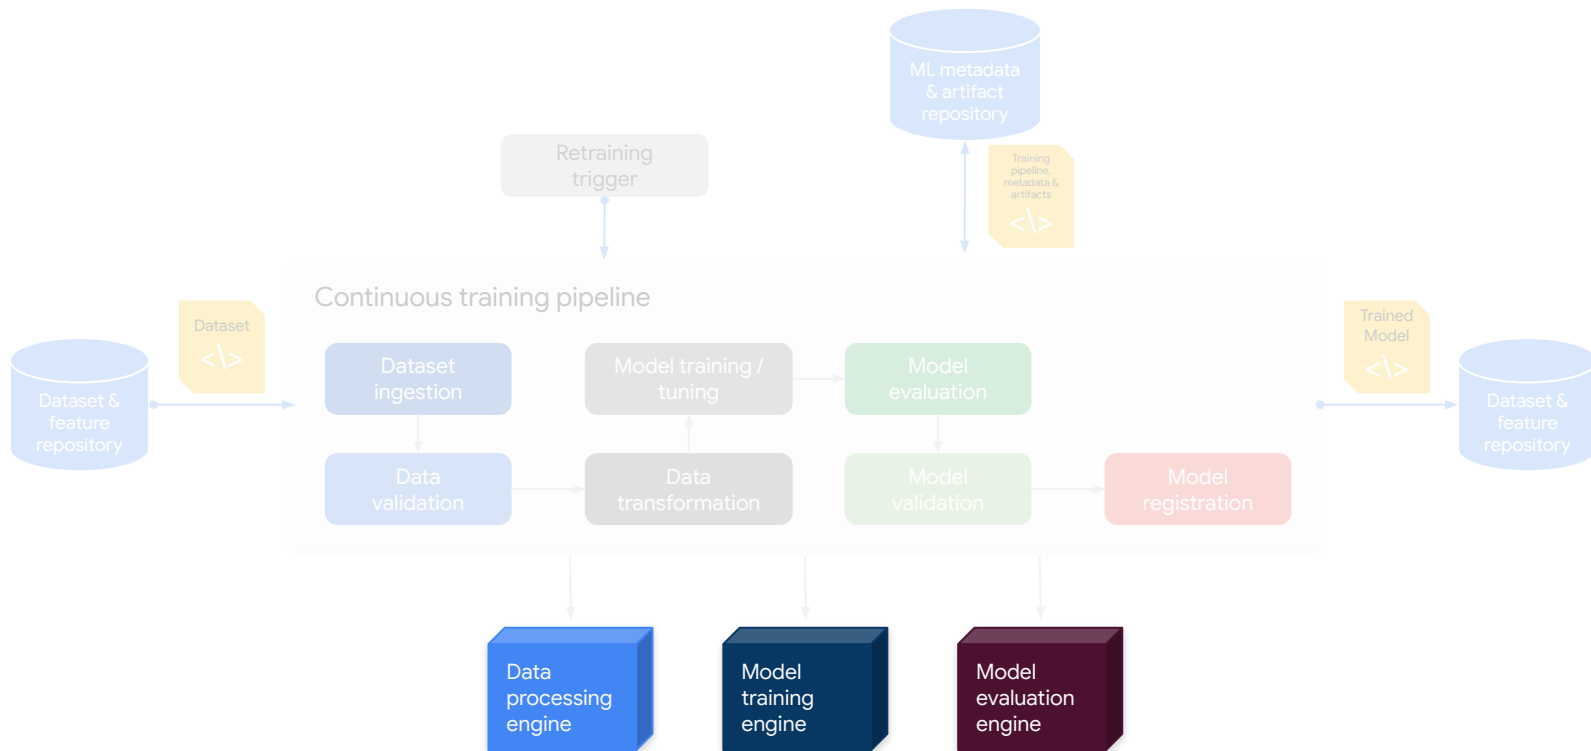 ML metadata
& artifact
repository
Retraining
trigger
Training
pipeline,
metadata &
artifacts
</>
Continuous training pipeline
Dataset
</>
Trained
Model
</>
Dataset &
feature
repository
Dataset
ingestion
Model training /
tuning
Model
evaluation
Dataset &
feature
repository
Data
validation
Data
transformation
Model
validation
Model
registration
Data
processing
engine
Model
training
engine
Model
evaluation
engine